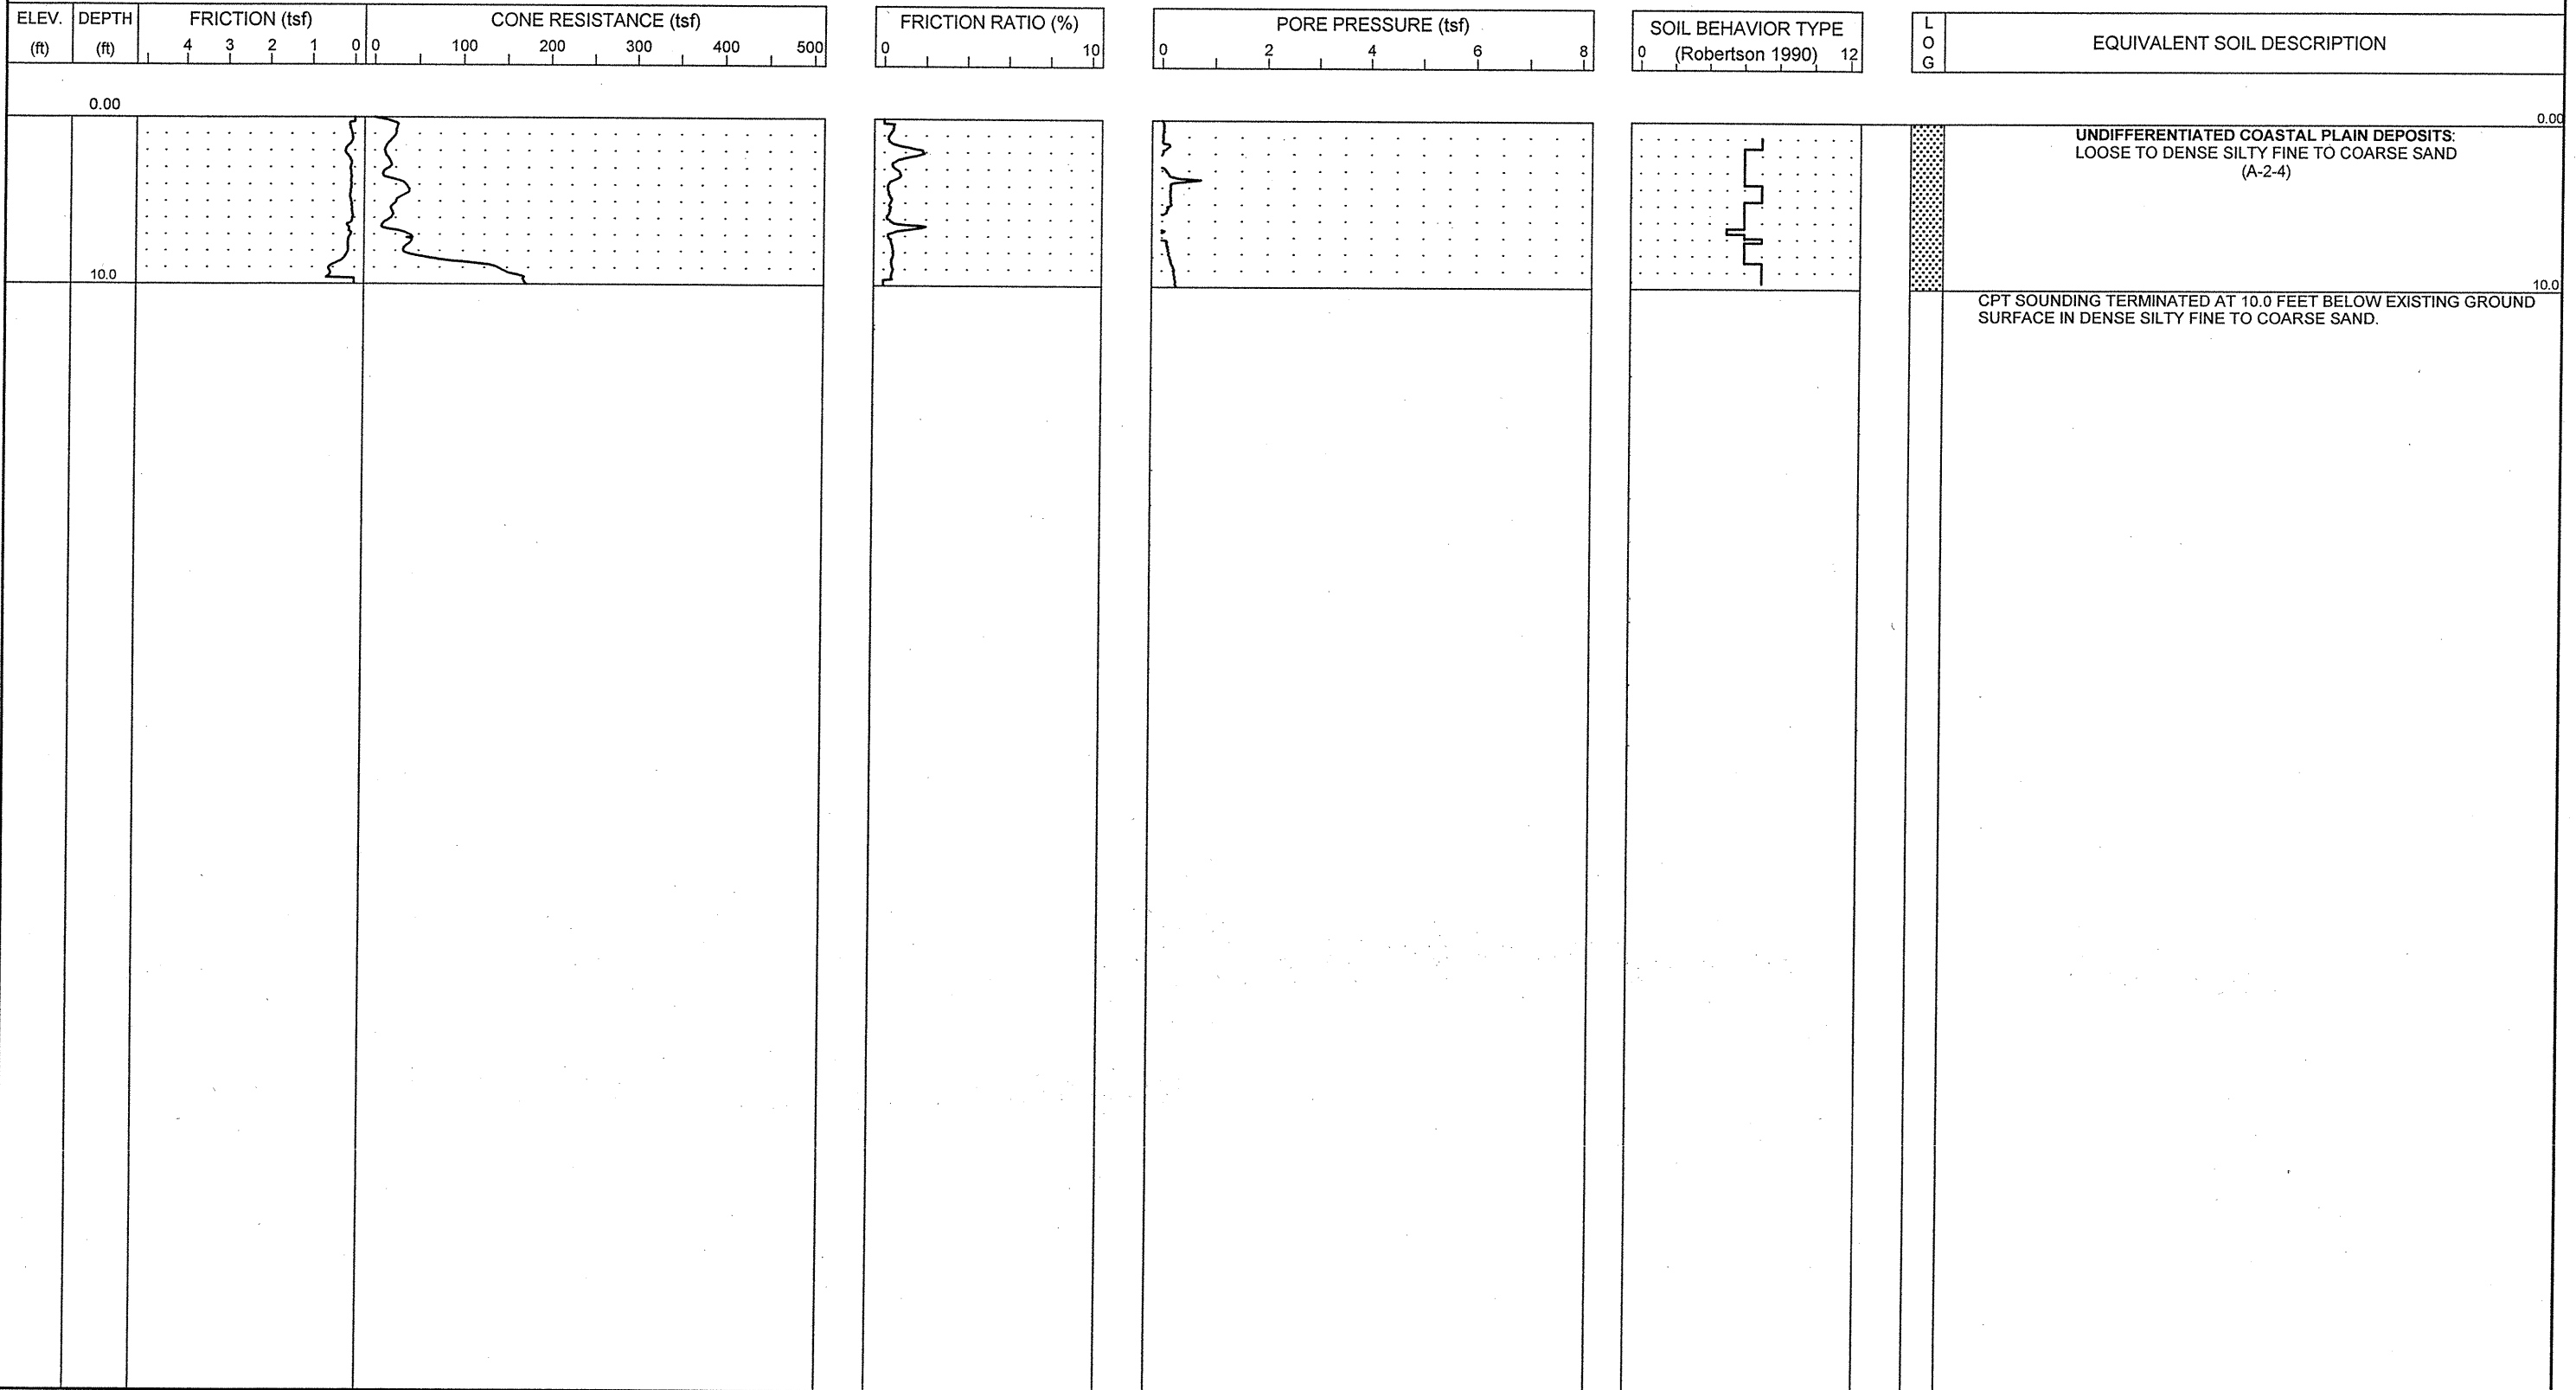 ELEV.
(ft)
DEPTH
(ft)
FRICTION (tsf)
4 3 2 1 0
CONE RESISTANCE (tsf)
0 100 200 300 400 500
FRICTION RATIO (%)
0 10
PORE PRESSURE (tsf)
0 2 4 6 8
SOIL BEHAVIOR TYPE
(Robertson 1990)
0 12
L
O
G
EQUIVALENT SOIL DESCRIPTION
0.00
0.00
UNDIFFERENTIATED COASTAL PLAIN DEPOSITS:
LOOSE TO DENSE SILTY FINE TO COARSE SAND
(A-2-4)
10.0
10.0
CPT SOUNDING TERMINATED AT 10.0 FEET BELOW EXISTING GROUND
SURFACE IN DENSE SILTY FINE TO COARSE SAND.